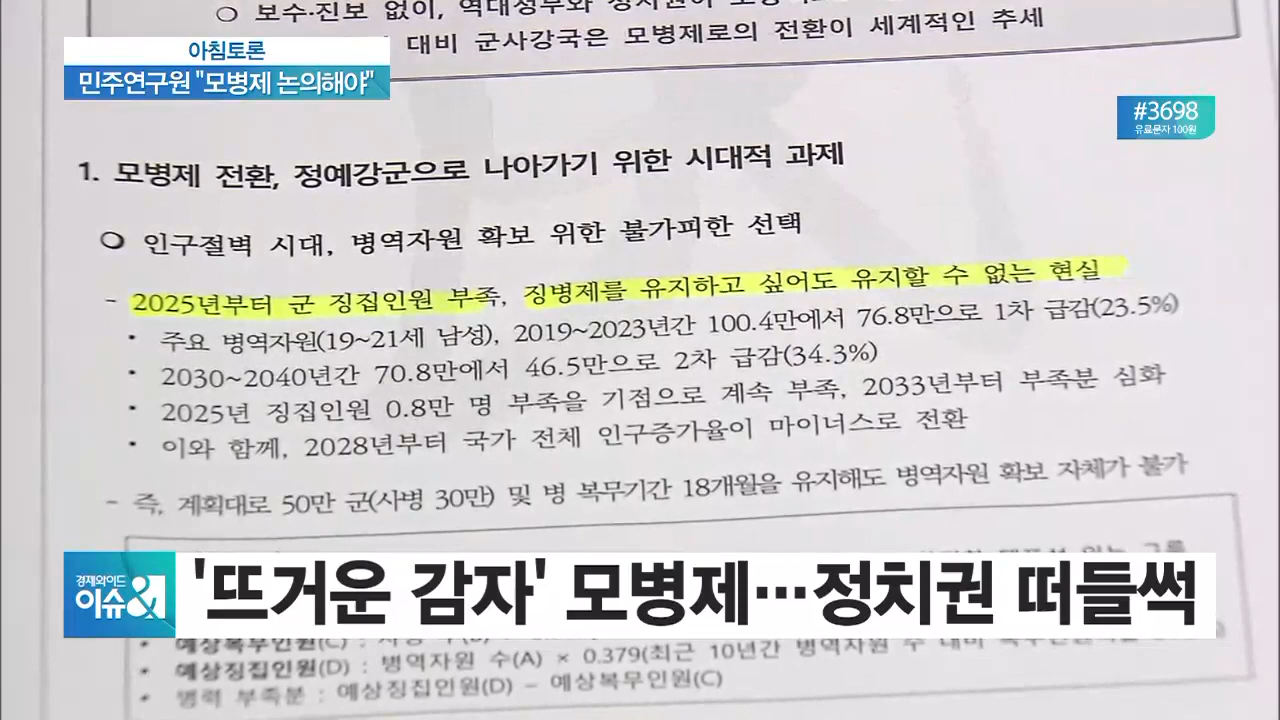 ○ 보수·진보 없이, 역대정부와 정치권이
대비 군사강국은 모병제로의 전환이 세계적인 추세
아침토론
민주연구원 "모병제 논의해야"
#3698
유료문자 100원
1. 모병제 전환, 정예강군으로 나아가기 위한 시대적 과제
○ 인구절벽 시대, 병역자원 확보 위한 불가피한 선택
- 2025년부터 군 징집인원 부족, 징병제를 유지하고 싶어도 유지할 수 없는 현실
• 주요 병역자원(19~21세 남성), 2019~2023년간 100.4만에서 76.8만으로 1차 급감(23.5%)
• 2030~2040년간 70.8만에서 46.5만으로 2차 급감(34.3%)
• 2025년 징집인원 0.8만 명 부족을 기점으로 계속 부족, 2033년부터 부족분 심화
• 이와 함께, 2028년부터 국가 전체 인구증가율이 마이너스로 전환
- 즉, 계획대로 50만 군(사병 30만) 및 병 복무기간 18개월을 유지해도 병역자원 확보 자체가 불가
경제와이드
이슈&
'뜨거운 감자' 모병제…정치권 떠들썩
• 예상복무인원(C) :
• 예상징집인원(D) : 병역자원 수(A) × 0.379(최근 10년간 병역자원 수 대비
• 병력 부족분 : 예상징집인원(D) - 예상복무인원(C)